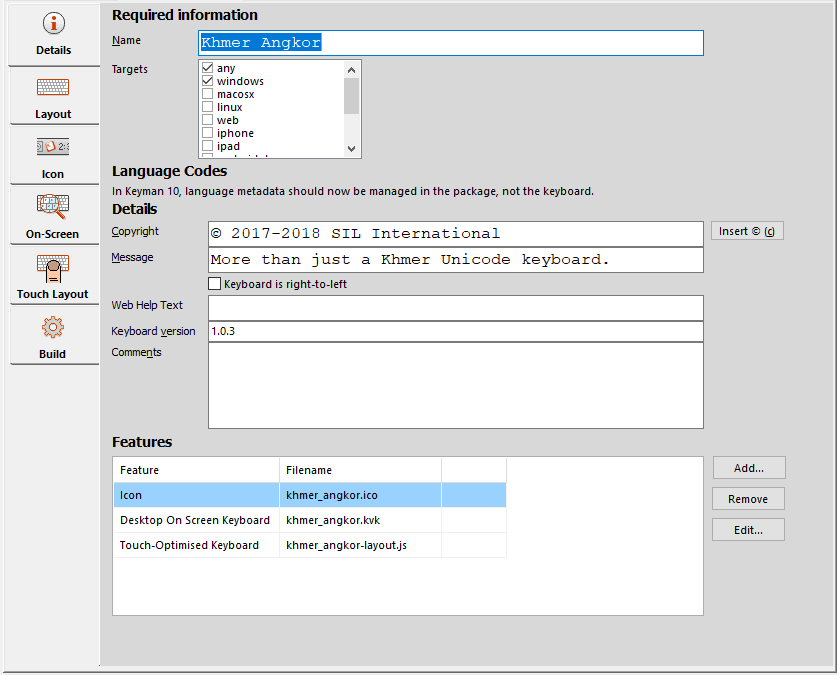 Details
Layout
Icon
On-Screen
Touch Layout
Build
Required information
Name
Khmer Angkor
Targets
any
windows
macosx
linux
web
iphone
ipad
Language Codes
In Keyman 10, language metadata should now be managed in the package, not the keyboard.
Details
Copyright
© 2017-2018 SIL International
Insert © (c)
Message
More than just a Khmer Unicode keyboard.
Keyboard is right-to-left
Web Help Text
Keyboard version
1.0.3
Comments
Features
Feature Filename
Icon khmer_angkor.ico
Desktop On Screen Keyboard khmer_angkor.kvk
Touch-Optimised Keyboard khmer_angkor-layout.js
Add...
Remove
Edit...